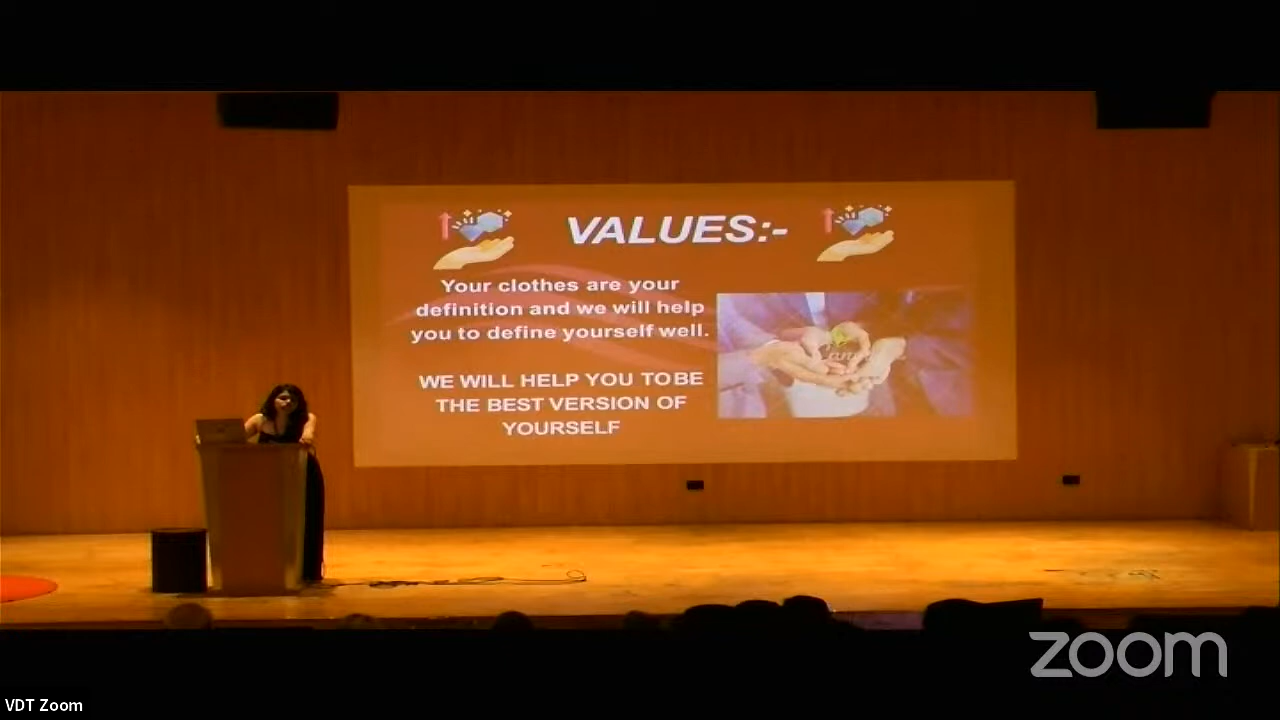 VALUES:-
Your clothes are your
definition and we will help
you to define yourself well.
WE WILL HELP YOU TOBE
THE BEST VERSION OF
YOURSELF
zoom
VDT Zoom